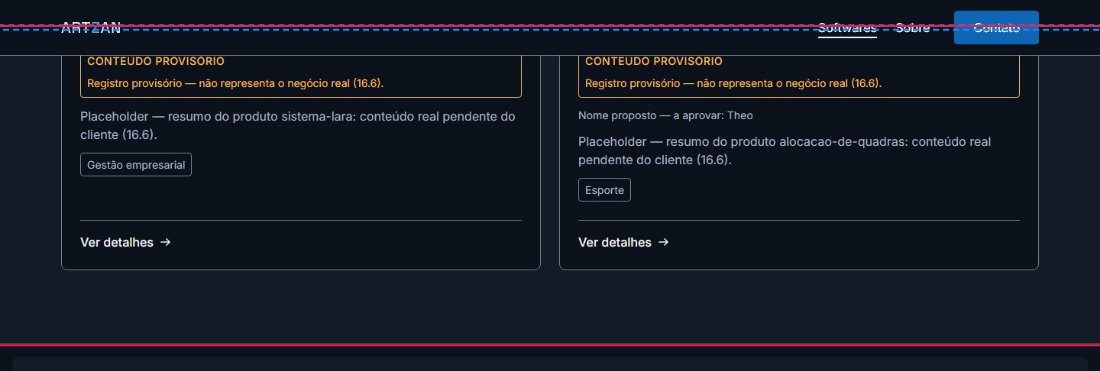 ARTZAN
Softwares Sobre Contato
CONTEÚDO PROVISÓRIO
Registro provisório — não representa o negócio real (16.6).
Placeholder — resumo do produto sistema-lara: conteúdo real pendente do
cliente (16.6).
Gestão empresarial
Ver detalhes →
CONTEÚDO PROVISÓRIO
Registro provisório — não representa o negócio real (16.6).
Nome proposto — a aprovar: Theo
Placeholder — resumo do produto alocacao-de-quadras: conteúdo real
pendente do cliente (16.6).
Esporte
Ver detalhes →